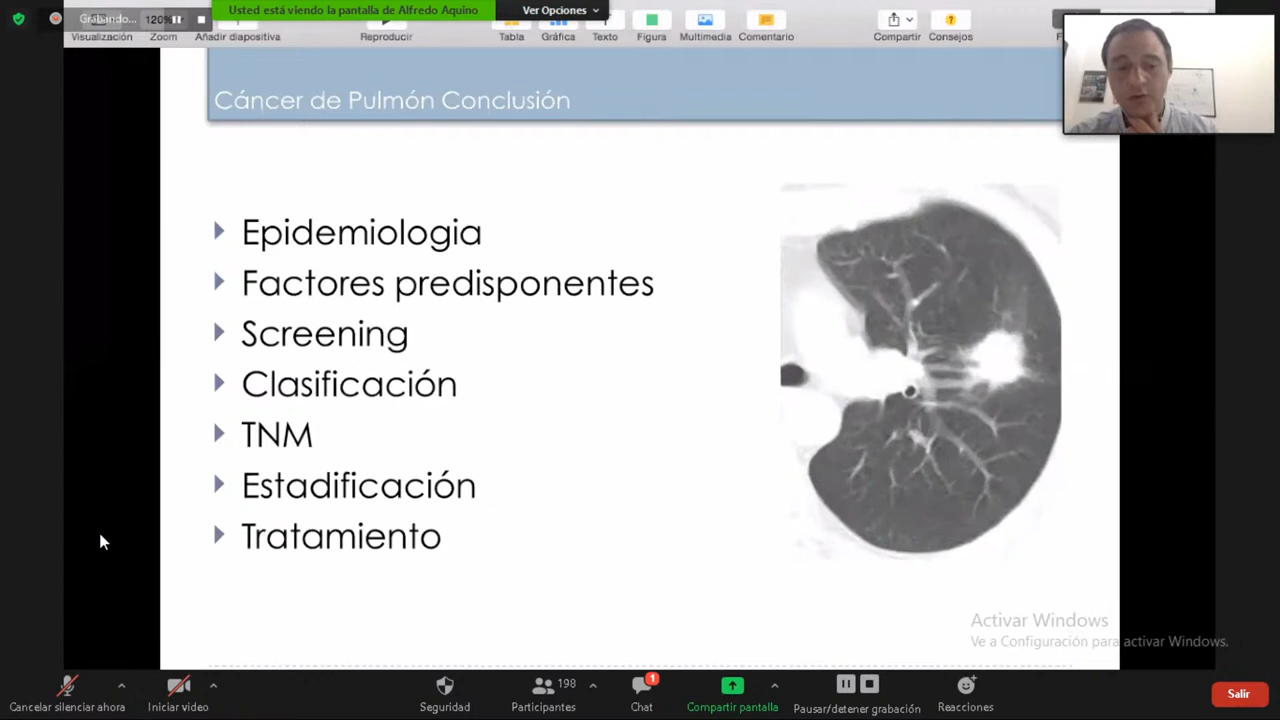 Grabando...
Usted está viendo la pantalla de Alfredo Aquino
Ver Opciones
120%
Visualización
Zoom
Añadir diapositiva
Reproducir
Tabla
Gráfica
Texto
Figura
Multimedia
Comentario
Compartir
Consejos
Cáncer de Pulmón Conclusión
Epidemiologia
Factores predisponentes
Screening
Clasificación
TNM
Estadificación
Tratamiento
Activar Windows
Ve a Configuración para activar Windows.
Cancelar silenciar ahora
Iniciar video
Seguridad
198
Participantes
1
Chat
Compartir pantalla
Pausar/detener grabación
Reacciones
Salir